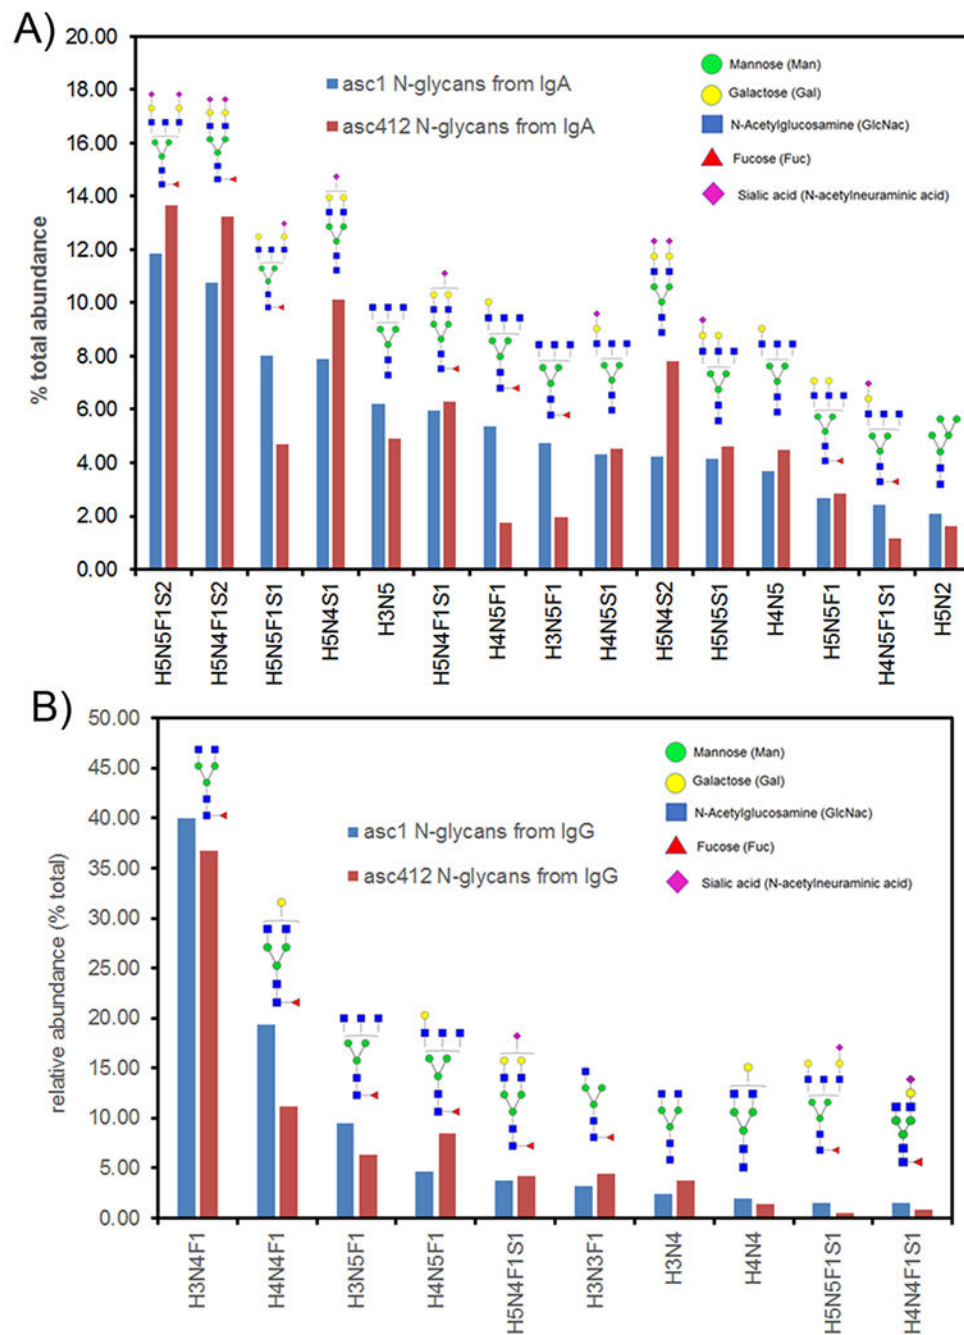 A)
20.00
18.00
16.00
14.00
12.00
10.00
8.00
6.00
4.00
2.00
0.00
% total abundance
asc1 N-glycans from IgA
asc412 N-glycans from IgA
Mannose (Man)
Galactose (Gal)
N-Acetylglucosamine (GlcNac)
Fucose (Fuc)
Sialic acid (N-acetylneuraminic acid)
H5N5F1S2
H5N4F1S2
H5N5F1S1
H5N4S1
H3N5
H5N4F1S1
H4N5F1
H3N5F1
H4N5S1
H5N4S2
H5N5S1
H4N5
H5N5F1
H4N5F1S1
H5N2
B)
50.00
45.00
40.00
35.00
30.00
25.00
20.00
15.00
10.00
5.00
0.00
relative abundance (% total)
asc1 N-glycans from IgG
asc412 N-glycans from IgG
Mannose (Man)
Galactose (Gal)
N-Acetylglucosamine (GlcNac)
Fucose (Fuc)
Sialic acid (N-acetylneuraminic acid)
H3N4F1
H4N4F1
H3N5F1
H4N5F1
H5N4F1S1
H3N3F1
H3N4
H4N4
H5N5F1S1
H4N4F1S1